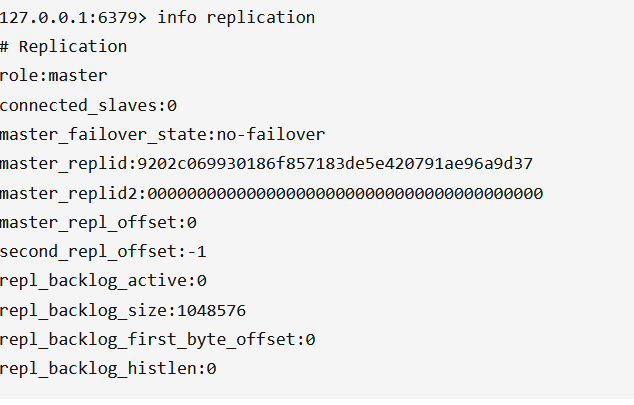 127.0.0.1:6379> info replication
# Replication
role:master
connected_slaves:0
master_failover_state:no-failover
master_replid:9202c069930186f857183de5e420791ae96a9d37
master_replid2:0000000000000000000000000000000000000000
master_repl_offset:0
second_repl_offset:-1
repl_backlog_active:0
repl_backlog_size:1048576
repl_backlog_first_byte_offset:0
repl_backlog_histlen:0